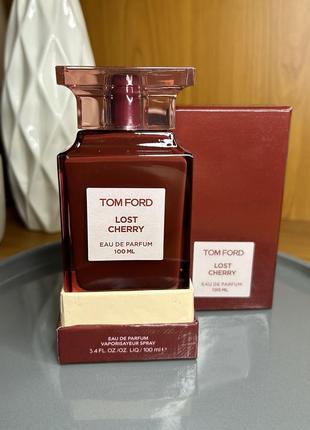 TOM FORD
LOST
CHERRY
EAU DE PARFUM
100 ML
TOM FORD
LOST
CHERRY
EAU DE PARFUM
100 ML
EAU DE PARFUM
VAPORISATEUR SPRAY
3.4 FL.OZ./OZ. LIQ / 100 ml ℮